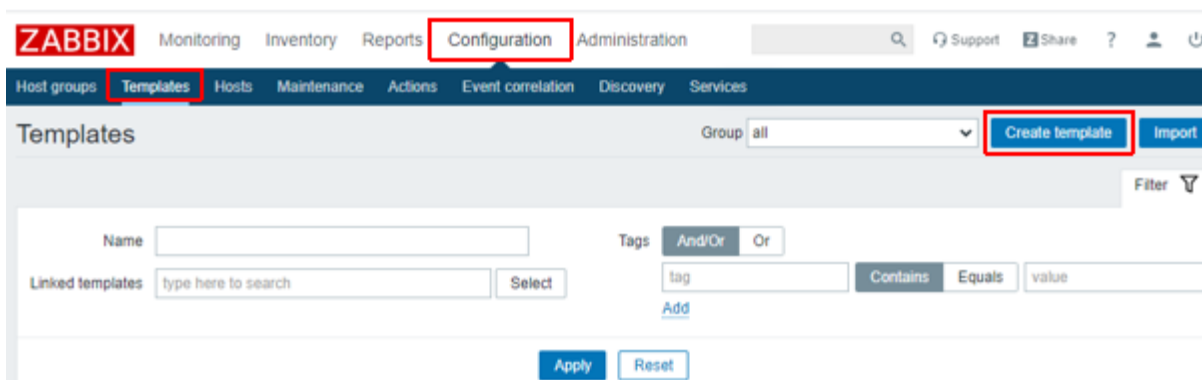 ZABBIX Monitoring Inventory Reports Configuration Administration Support Z Share ?
Host groups Templates Hosts Maintenance Actions Event correlation Discovery Services
Templates Group all Create template Import
Filter
Name Tags And/Or Or
Linked templates type here to search Select tag Contains Equals value
Add
Apply Reset